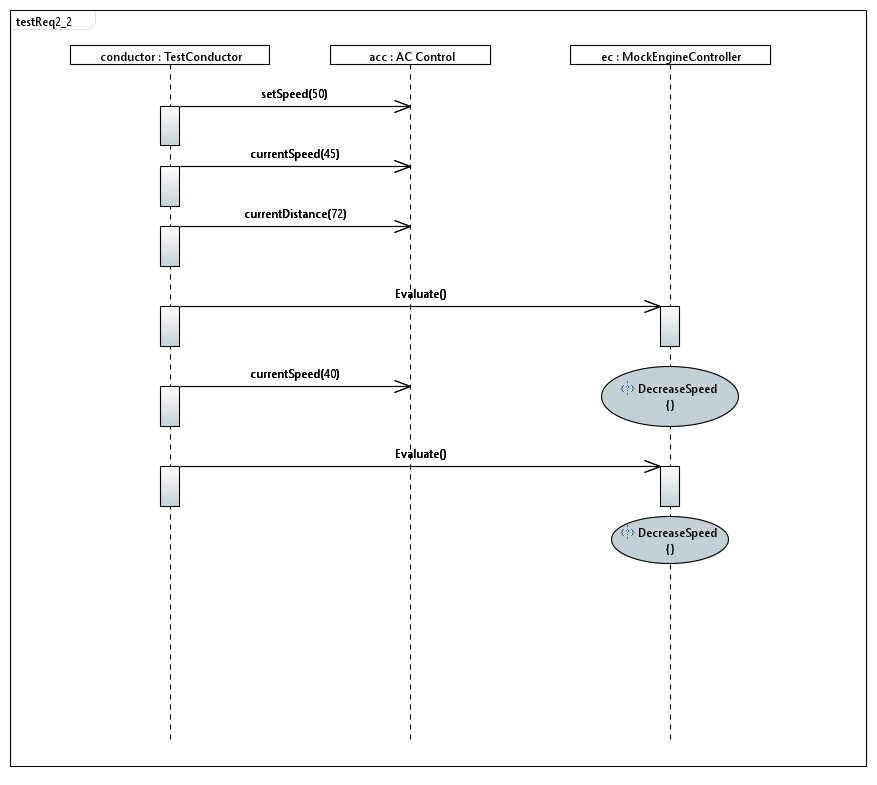 testReq2_2
conductor : TestConductor
acc : AC Control
ec : MockEngineController
setSpeed(50)
currentSpeed(45)
currentDistance(72)
Evaluate()
currentSpeed(40)
DecreaseSpeed
{}
Evaluate()
DecreaseSpeed
{}